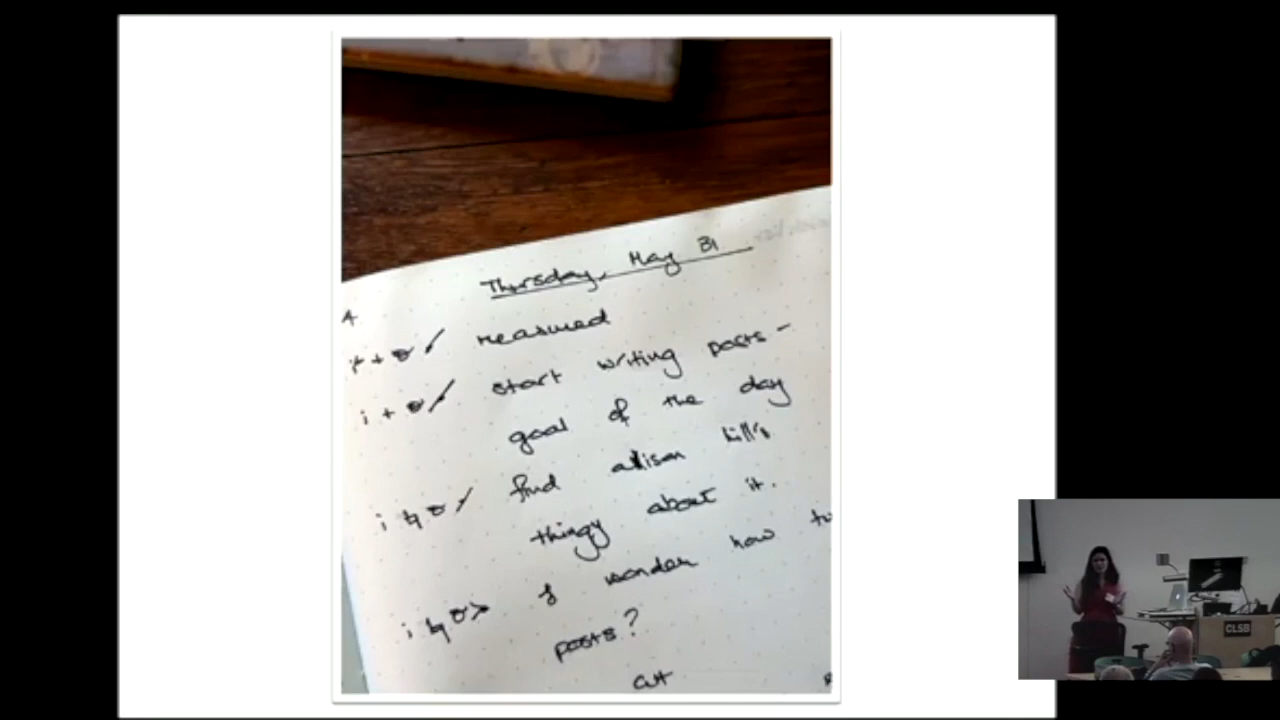 Thursday, May 31
measured
start writing posts -
goal of the day
find alison hill's
thingy about it.
I wonder how to
posts?
cut
CLSB